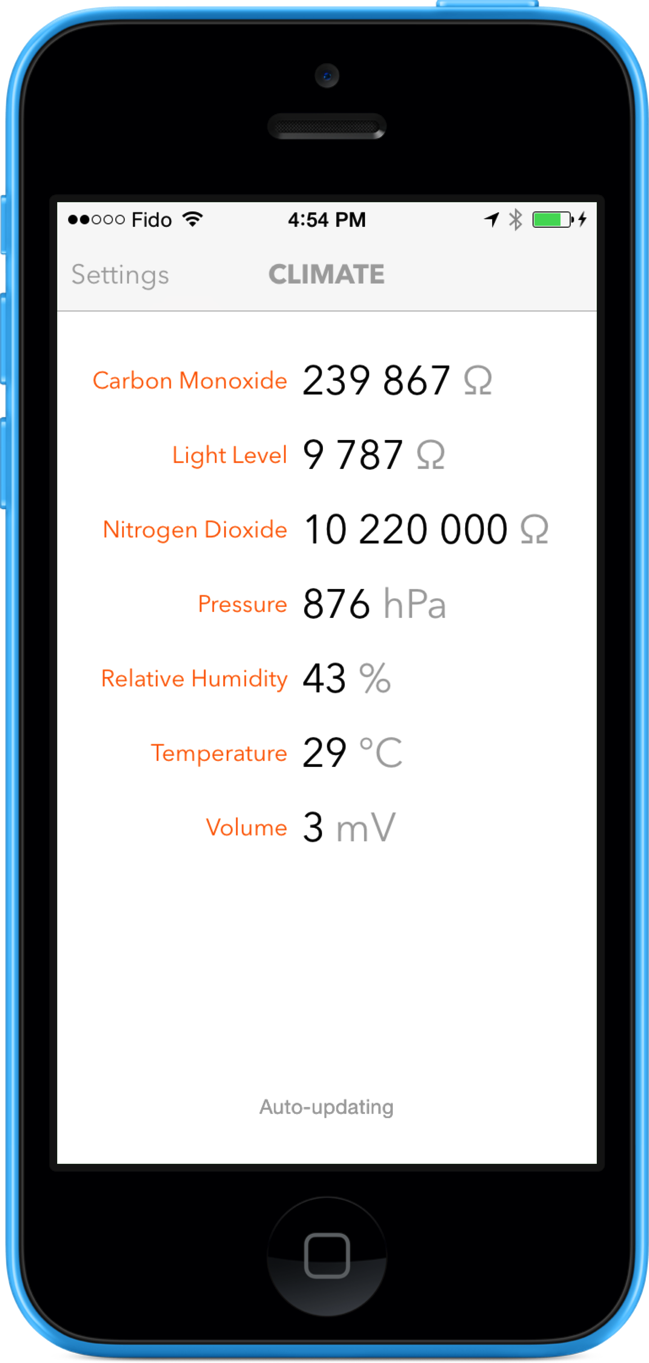 Fido 4:54 PM
Settings CLIMATE
Carbon Monoxide 239 867 Ω
Light Level 9 787 Ω
Nitrogen Dioxide 10 220 000 Ω
Pressure 876 hPa
Relative Humidity 43 %
Temperature 29 °C
Volume 3 mV
Auto-updating